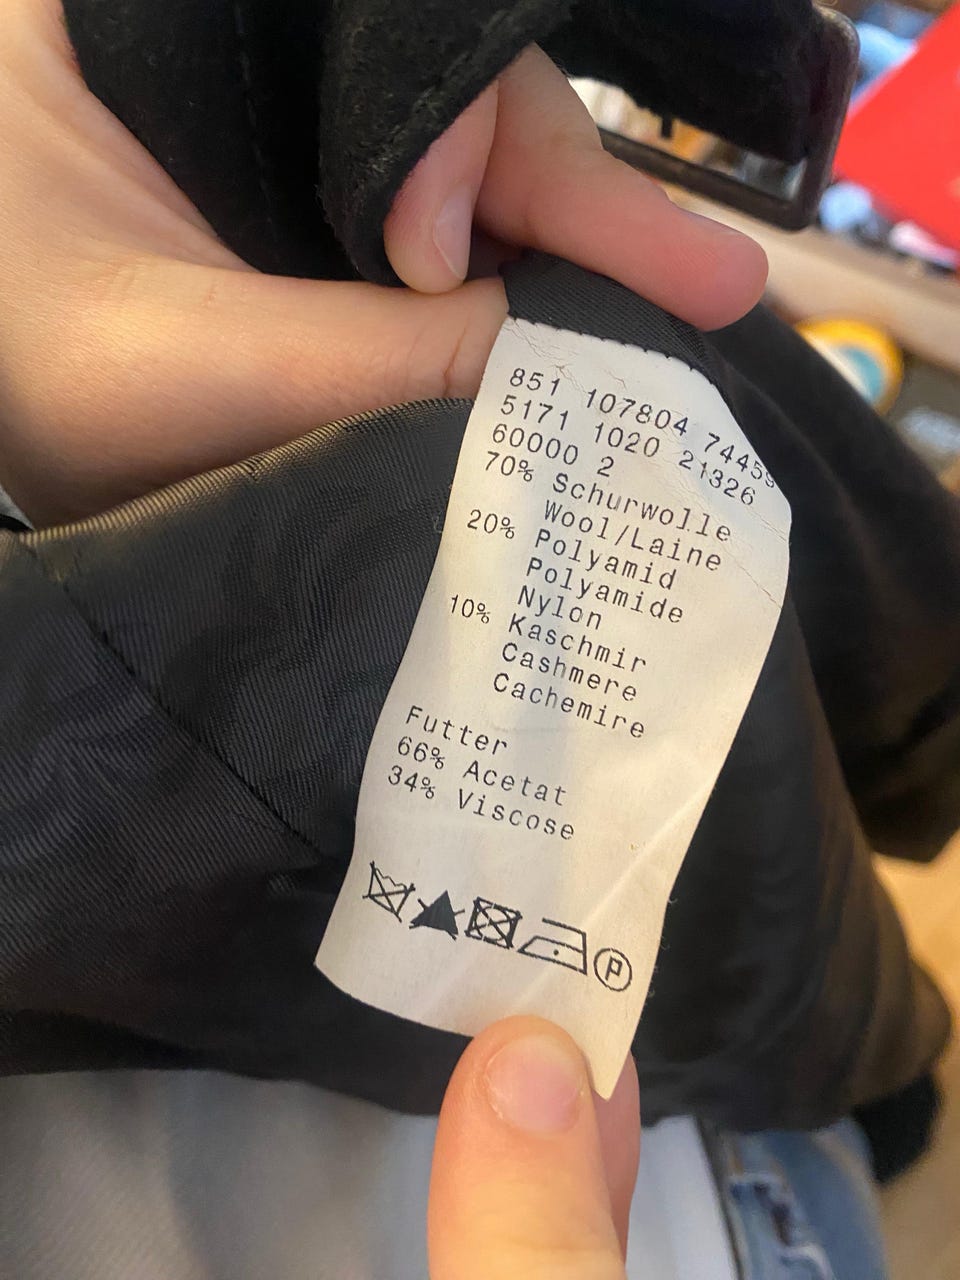 851 107804 74459
5171 1020 21326
60000 2
70% Schurwolle
Wool/Laine
20% Polyamid
Polyamide
Nylon
10% Kaschmir
Cashmere
Cachemire
Futter
66% Acetat
34% Viscose
P